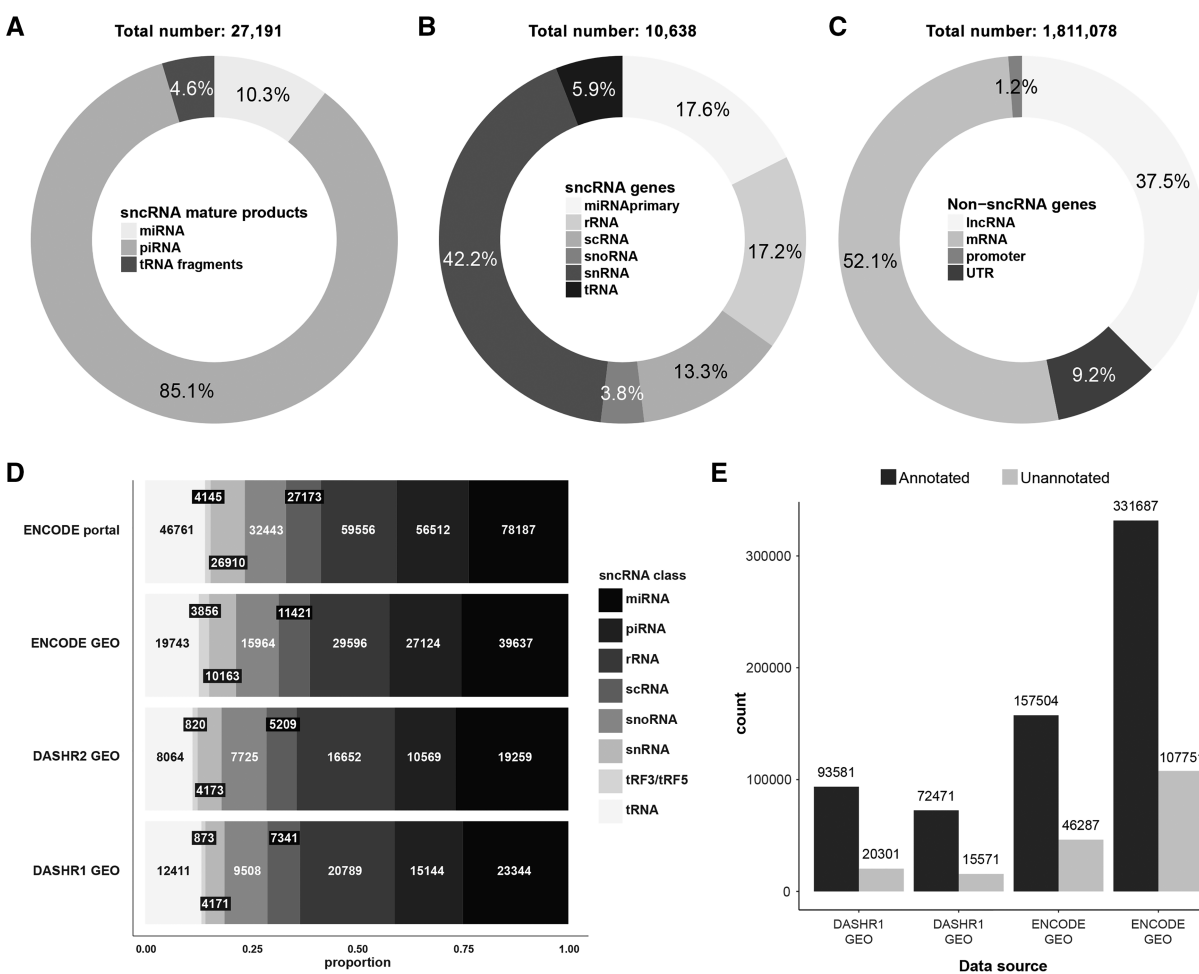 A
Total number: 27,191
4.6%
10.3%
sncRNA mature products
miRNA
piRNA
tRNA fragments
85.1%
B
Total number: 10,638
5.9%
17.6%
sncRNA genes
miRNAprimary
rRNA
scRNA
snoRNA
snRNA
tRNA
42.2%
17.2%
13.3%
3.8%
C
Total number: 1,811,078
1.2%
37.5%
Non−sncRNA genes
lncRNA
mRNA
promoter
UTR
52.1%
9.2%
D
4145 27173
ENCODE portal 46761 32443 59556 56512 78187
26910
3856 11421
ENCODE GEO 19743 15964 29596 27124 39637
10163
820 5209
DASHR2 GEO 8064 7725 16652 10569 19259
4173
873 7341
DASHR1 GEO 12411 9508 20789 15144 23344
4171
0.00 0.25 0.50 0.75 1.00
proportion
sncRNA class
miRNA
piRNA
rRNA
scRNA
snoRNA
snRNA
tRF3/tRF5
tRNA
E
Annotated Unannotated
331687
300000
200000
157504
107751
100000
93581
72471
46287
20301
15571
0
count
DASHR1 DASHR1 ENCODE ENCODE
GEO GEO GEO GEO
Data source